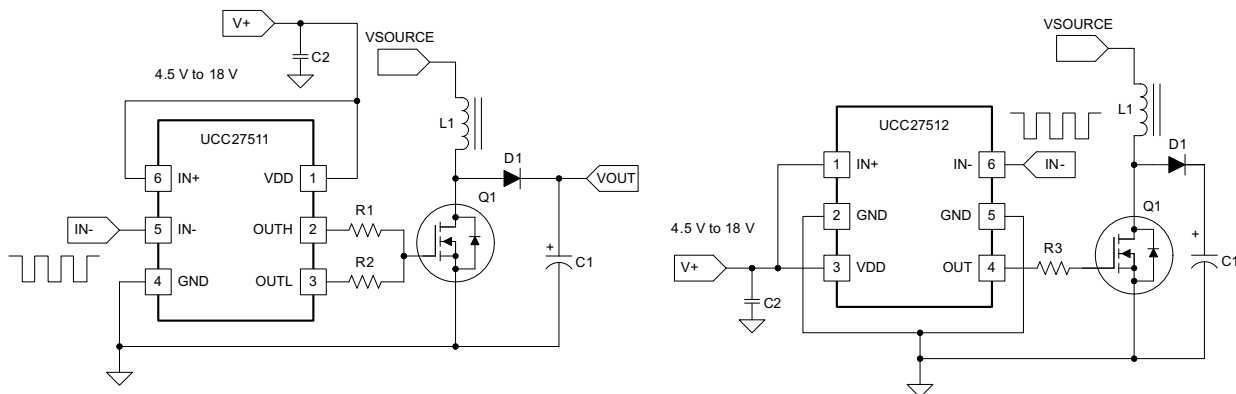 V+
C2
4.5 V to 18 V
VSOURCE
L1
UCC27511
6 IN+
VDD 1
IN-
5 IN-
OUTH 2
R1
4 GND
OUTL 3
R2
D1
VOUT
Q1
+
C1
VSOURCE
L1
UCC27512
1 IN+
IN- 6
IN-
D1
2 GND
GND 5
Q1
4.5 V to 18 V
V+
3 VDD
OUT 4
R3
+
C1
C2